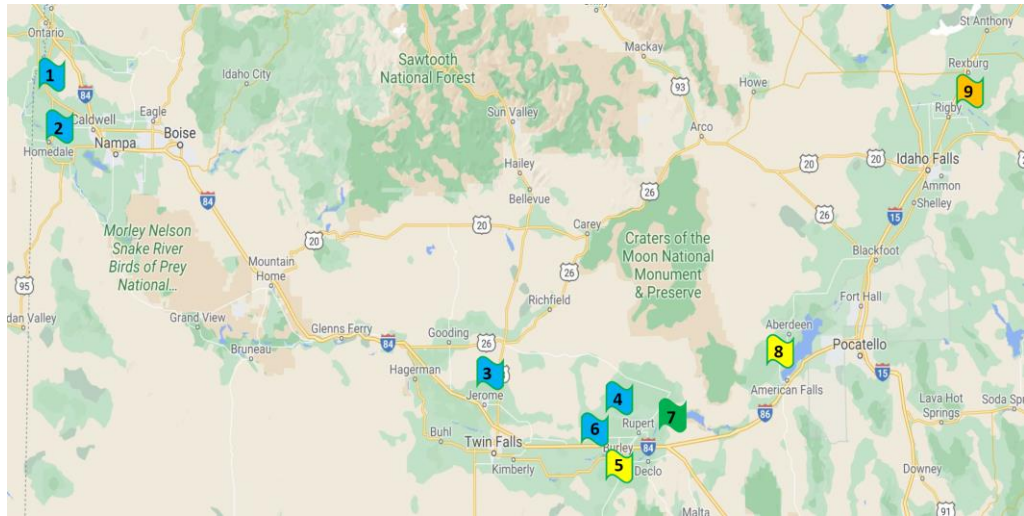 Ontario
St Anthony
Mackay
Idaho City
Sawtooth
National Forest
Rexburg
1
84
93
Howe
9
Rigby
Caldwell
Eagle
2
Sun Valley
Nampa
Boise
Homedale
Arco
20
20
Idaho Falls
Hailey
Ammon
26
Bellevue
Shelley
84
15
Morley Nelson
Snake River
Birds of Prey
National...
20
20
Carey
26
Craters of the
Moon National
Monument
& Preserve
Blackfoot
Mountain
Home
26
95
Richfield
Fort Hall
dan Valley
Grand View
Glenns Ferry
Gooding
26
Aberdeen
84
8
Pocatello
Bruneau
Hagerman
3
15
American Falls
Jerome
4
Lava Hot
Springs
Soda Spr
7
86
6
Rupert
Buhl
Twin Falls
Burley
84
Kimberly
5
Declo
Downey
Malta
91